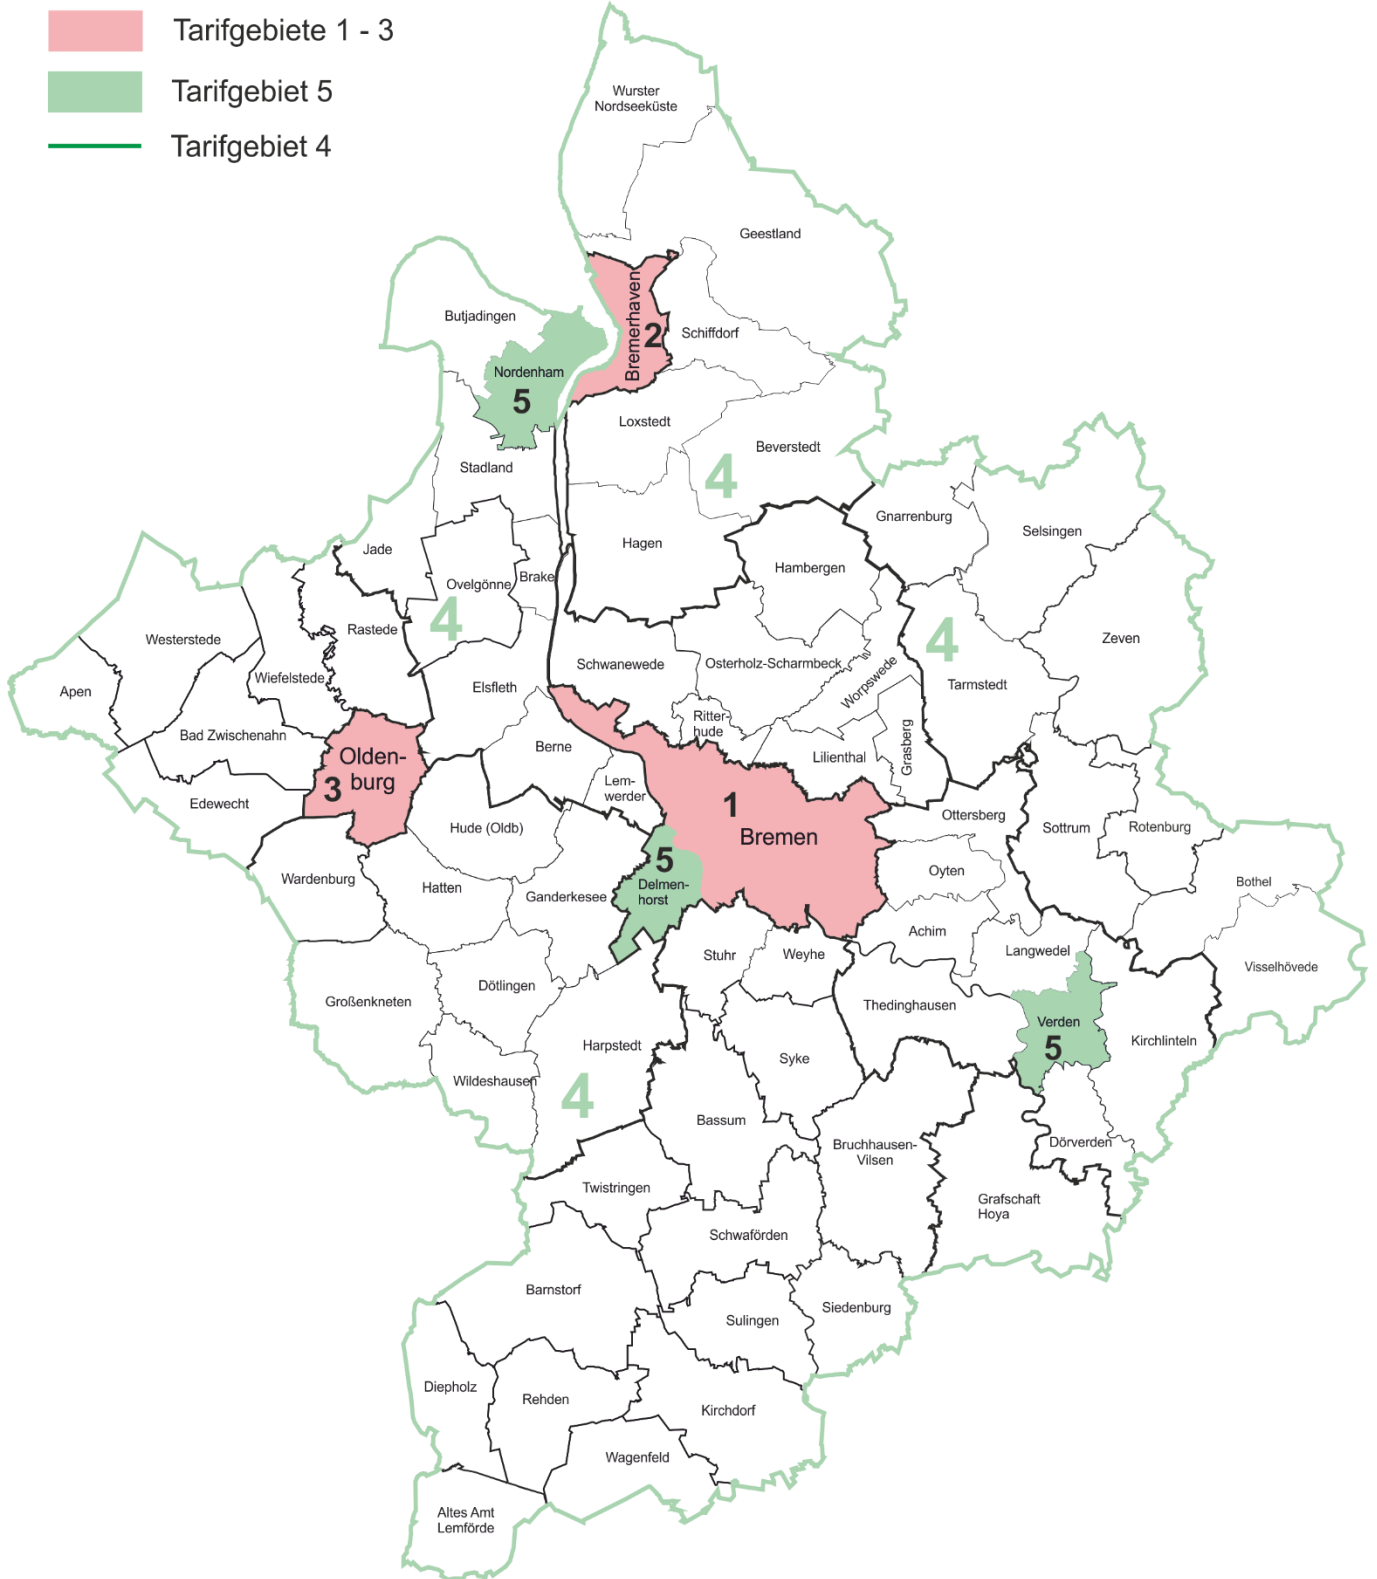 Tarifgebiete 1 - 3
Tarifgebiet 5
Tarifgebiet 4
Wurster
Nordseeküste
Geestland
Bremerhaven
2
Schiffdorf
Butjadingen
Nordenham
5
Loxstedt
Beverstedt
4
Stadland
Hagen
Hambergen
Gnarrenburg
Selsingen
Jade
Ovelgönne
Brake
4
4
Zeven
Westerstede
Rastede
Wiefelstede
Apen
Bad Zwischenahn
Edewecht
Elsfleth
Schwanewede
Osterholz-Scharmbeck
Worpswede
Tarmstedt
Ritter-
hude
Lilienthal
Grasberg
Berne
Lem-
werder
Olden-
burg
3
1
Bremen
Hude (Oldb)
Ottersberg
Sottrum
Rotenburg
Wardenburg
Hatten
Ganderkesee
5
Delmen-
horst
Oyten
Bothel
Achim
Langwedel
Visselhövede
Stuhr
Weyhe
Großenkneten
Dötlingen
Thedinghausen
Verden
5
Kirchlinteln
Harpstedt
Syke
Wildeshausen
4
Bassum
Bruchhausen-
Vilsen
Dörverden
Twistringen
Grafschaft
Hoya
Schwaförden
Barnstorf
Sulingen
Siedenburg
Diepholz
Rehden
Kirchdorf
Wagenfeld
Altes Amt
Lemförde